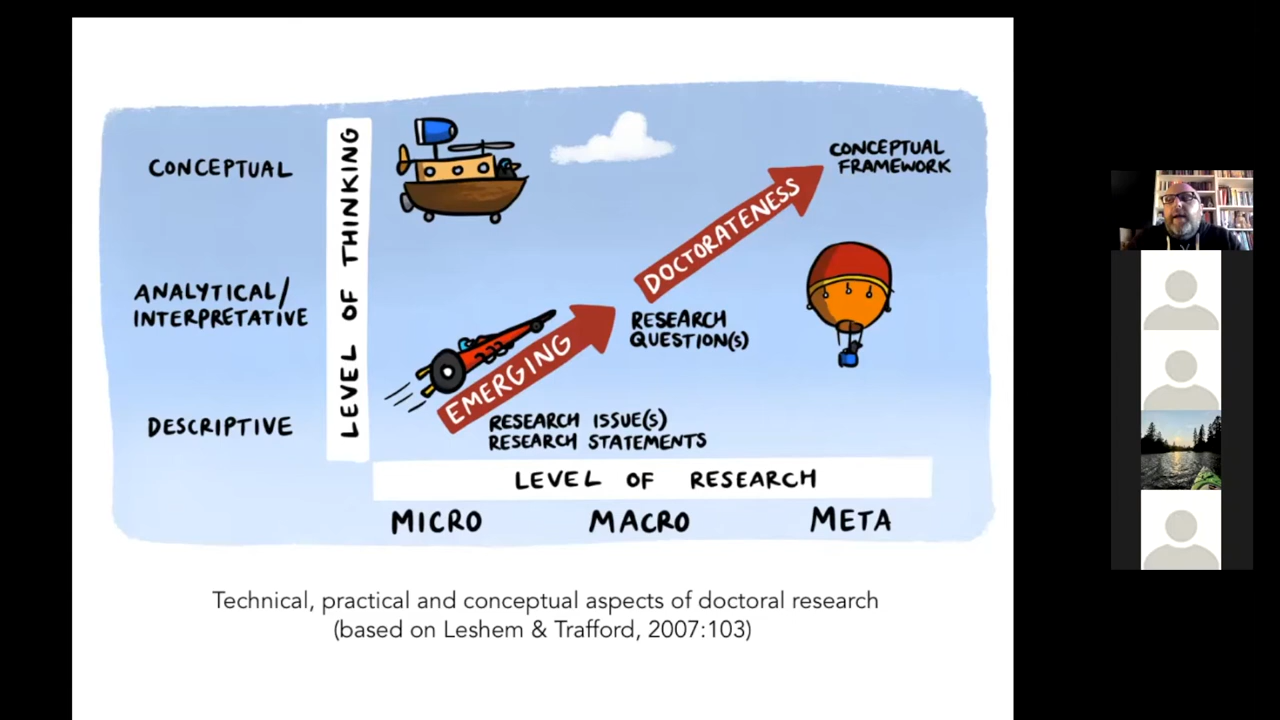 CONCEPTUAL
ANALYTICAL/
INTERPRETATIVE
DESCRIPTIVE
LEVEL OF THINKING
CONCEPTUAL
FRAMEWORK
DOCTORATENESS
RESEARCH
QUESTION(S)
EMERGING
RESEARCH ISSUE(S)
RESEARCH STATEMENTS
LEVEL OF RESEARCH
MICRO MACRO META
Technical, practical and conceptual aspects of doctoral research
(based on Leshem & Trafford, 2007:103)